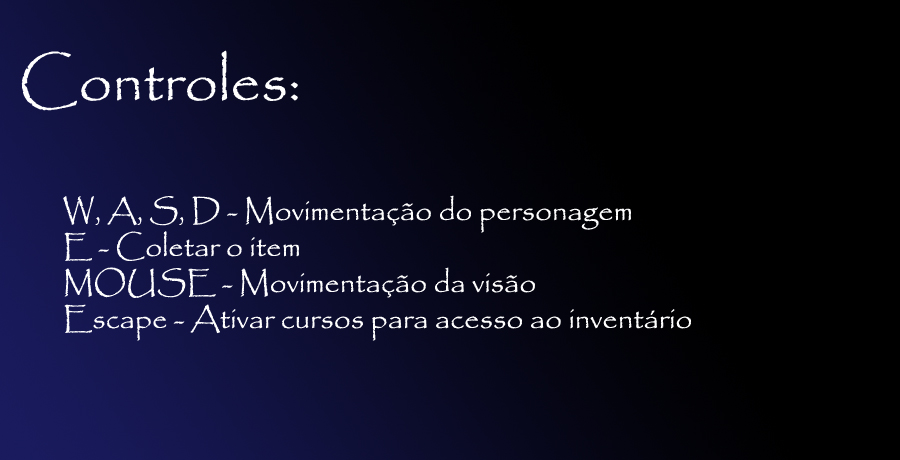 Controles:
W, A, S, D - Movimentação do personagem
E - Coletar o item
MOUSE - Movimentação da visão
Escape - Ativar cursos para acesso ao inventário